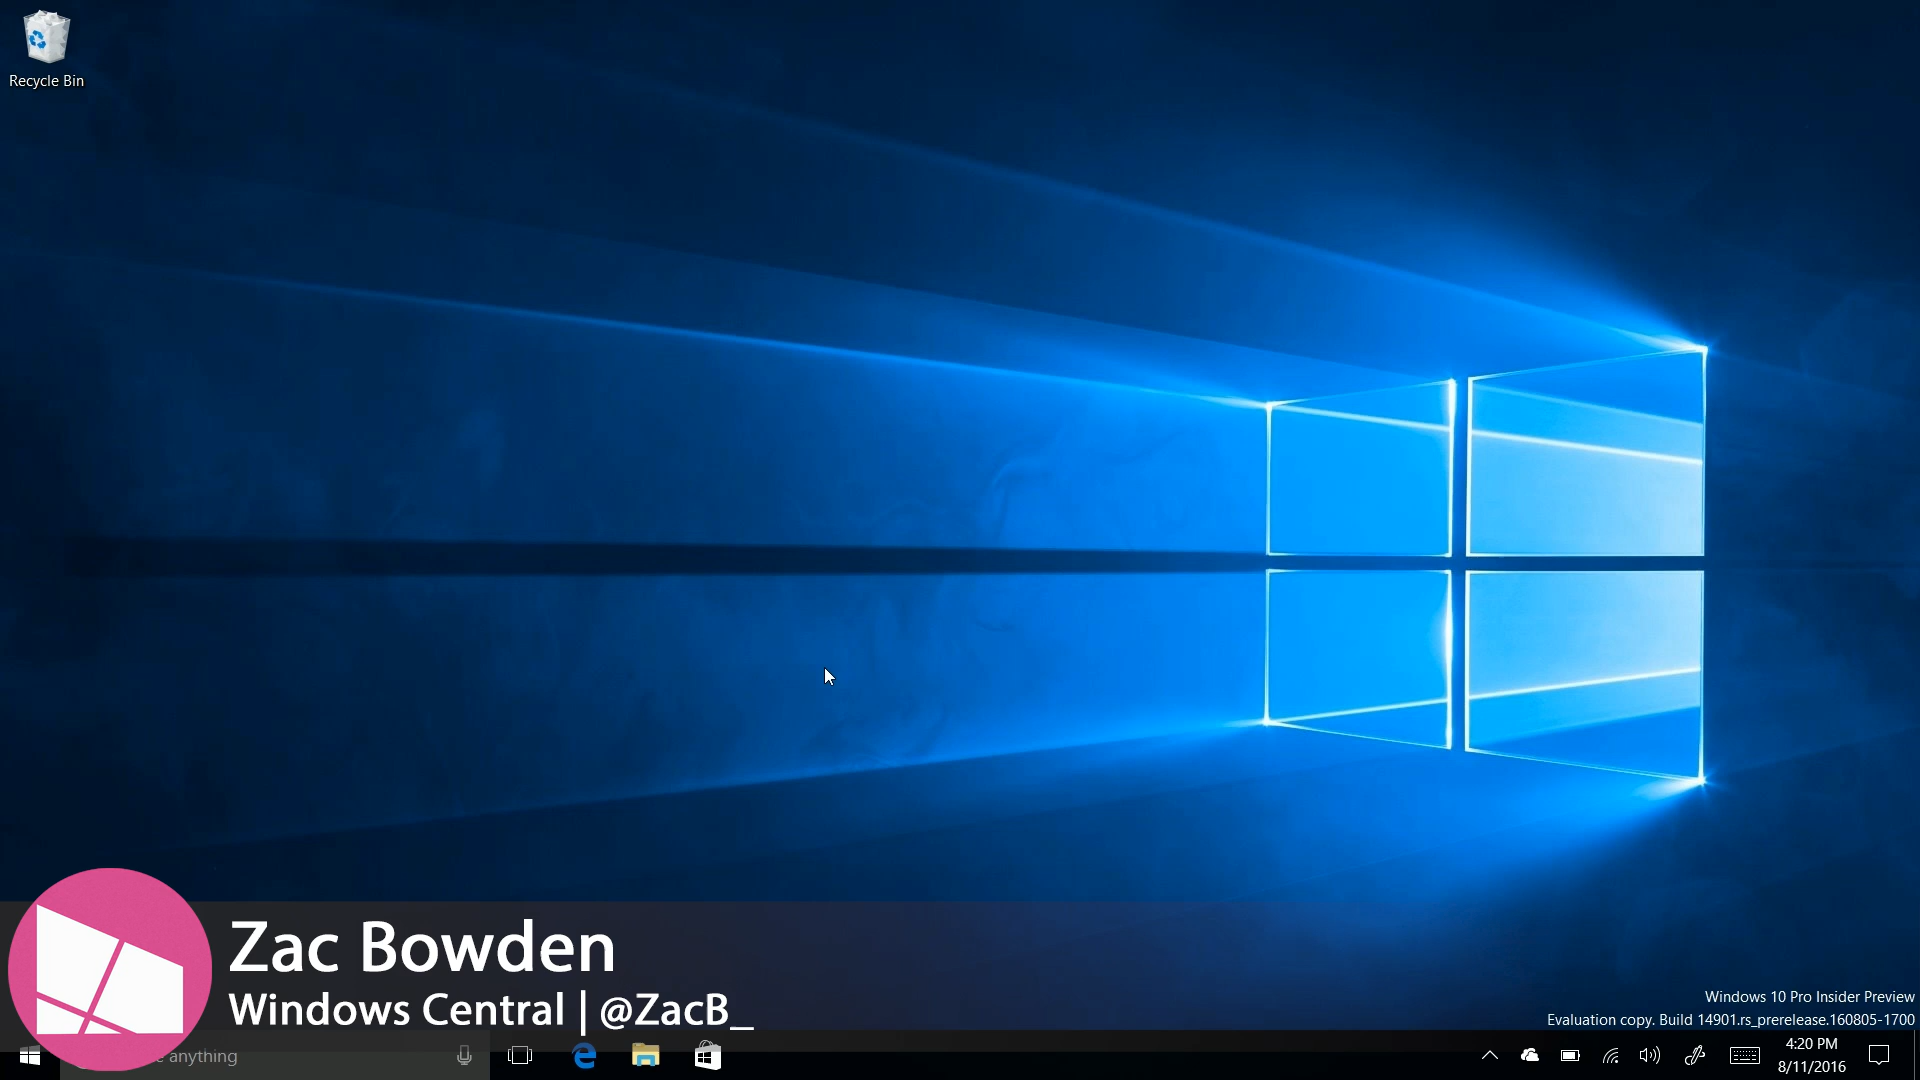 Recycle Bin
Zac Bowden
Windows Central | @ZacB_
Windows 10 Pro Insider Preview
Evaluation copy. Build 14901.rs_prerelease.160805-1700
anything
4:20 PM
8/11/2016